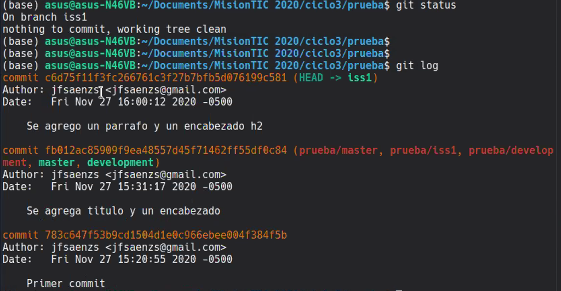 (base) asus@asus-N46VB:~/Documents/MisionTIC 2020/ciclo3/prueba$ git status
On branch iss1
nothing to commit, working tree clean
(base) asus@asus-N46VB:~/Documents/MisionTIC 2020/ciclo3/prueba$
(base) asus@asus-N46VB:~/Documents/MisionTIC 2020/ciclo3/prueba$
(base) asus@asus-N46VB:~/Documents/MisionTIC 2020/ciclo3/prueba$ git log
commit c6d75f11f3fc266761c3f27b7bfb5d076199c581 (HEAD -> iss1)
Author: jfsaenzs <jfsaenzs@gmail.com>
Date:   Fri Nov 27 16:00:12 2020 -0500
Se agrego un parrafo y un encabezado h2
commit fb012ac85909f9ea48557d45f71462ff55df0c84 (prueba/master, prueba/iss1, prueba/develop
ment, master, development)
Author: jfsaenzs <jfsaenzs@gmail.com>
Date:   Fri Nov 27 15:31:17 2020 -0500
Se agrega titulo y un encabezado
commit 783c647f53b9cd1504d1e0c966ebee004f384f5b
Author: jfsaenzs <jfsaenzs@gmail.com>
Date:   Fri Nov 27 15:20:55 2020 -0500
Primer commit